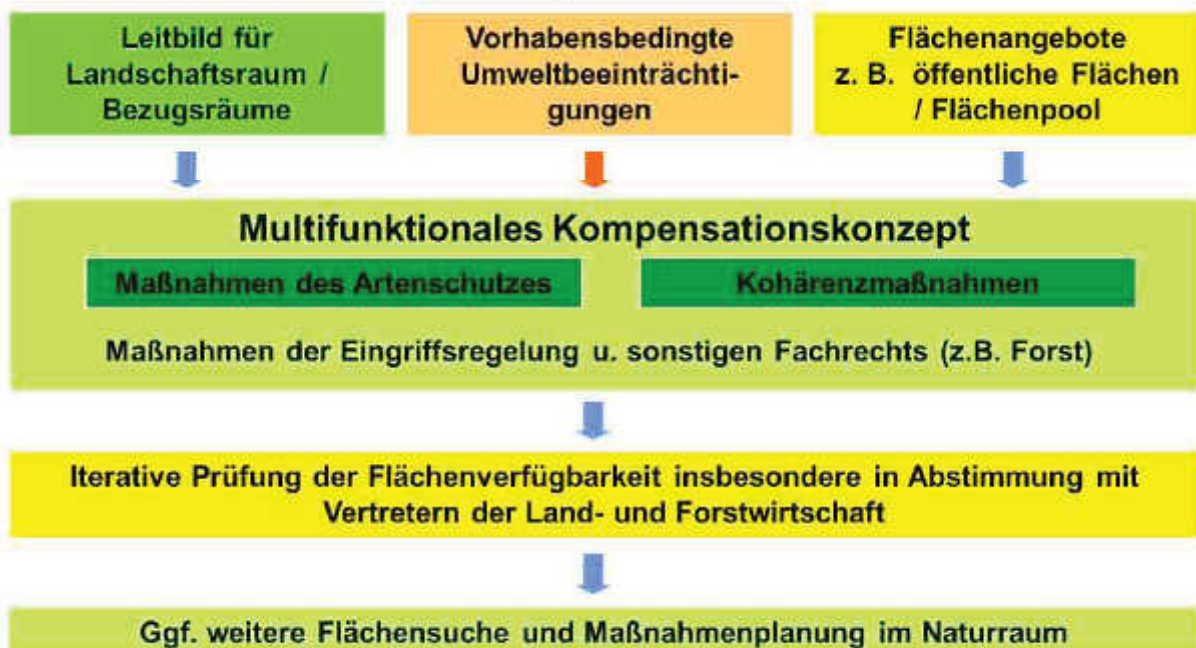 Leitbild für
Landschaftsraum /
Bezugsräume
Vorhabensbedingte
Umweltbeeinträchti-
gungen
Flächenangebote
z. B. öffentliche Flächen
/ Flächenpool
Multifunktionales Kompensationskonzept
Maßnahmen des Artenschutzes
Kohärenzmaßnahmen
Maßnahmen der Eingriffsregelung u. sonstigen Fachrechts (z.B. Forst)
Iterative Prüfung der Flächenverfügbarkeit insbesondere in Abstimmung mit
Vertretern der Land- und Forstwirtschaft
Ggf. weitere Flächensuche und Maßnahmenplanung im Naturraum